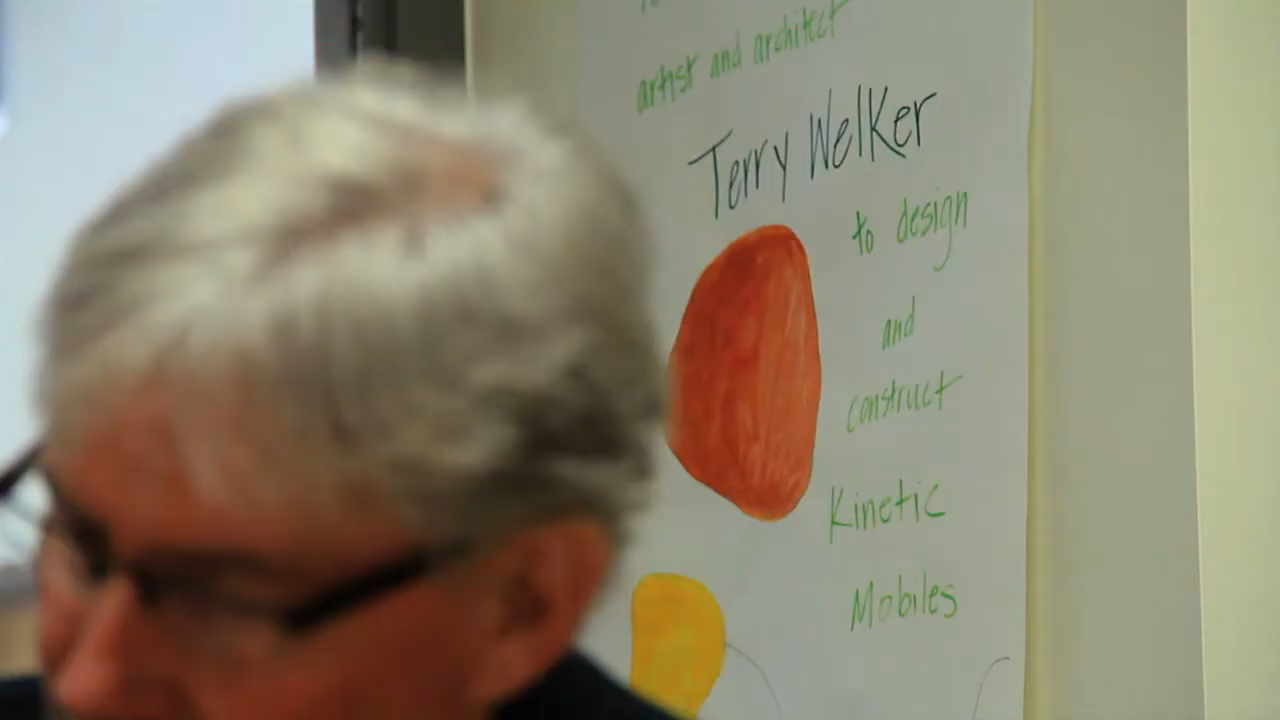 artist and architect
Terry Welker
to design
and
construct
Kinetic
Mobiles